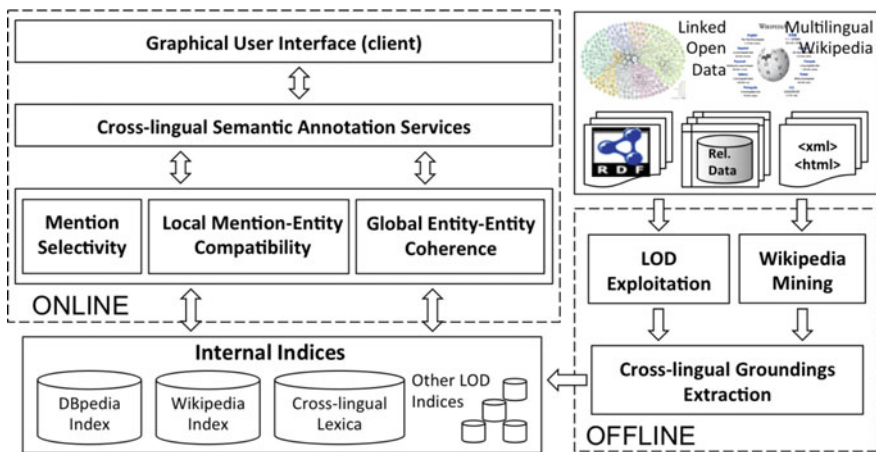 Graphical User Interface (client)
Cross-lingual Semantic Annotation Services
Mention
Selectivity
Local Mention-Entity
Compatibility
Global Entity-Entity
Coherence
ONLINE
Internal Indices
DBpedia
Index
Wikipedia
Index
Cross-lingual
Lexica
Other LOD
Indices
Linked
Open
Data
Multilingual
Wikipedia
RDF
Rel.
Data
<xml>
<html>
LOD
Exploitation
Wikipedia
Mining
Cross-lingual Groundings
Extraction
OFFLINE